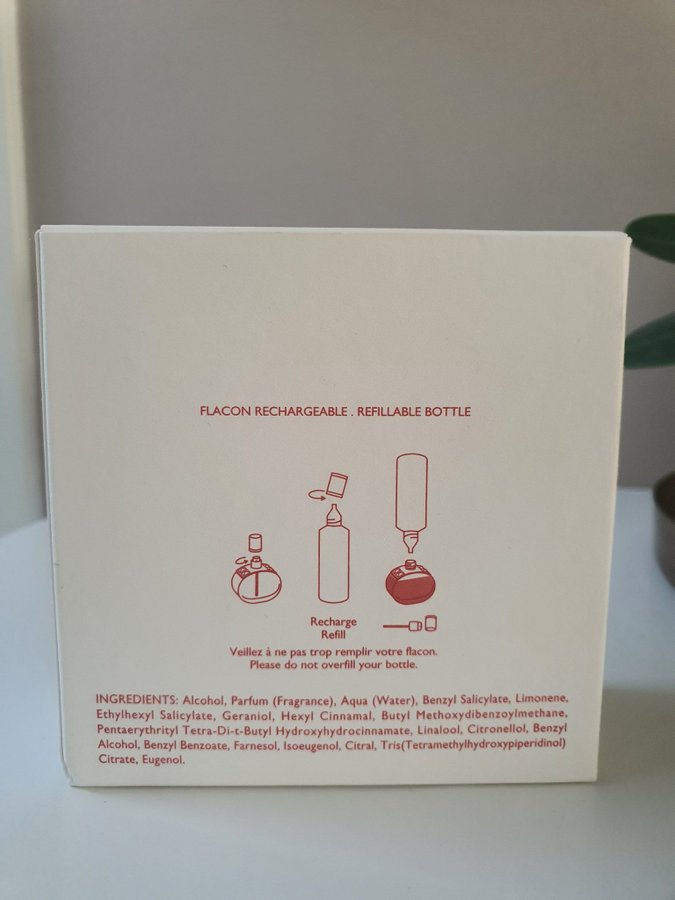 FLACON RECHARGEABLE . REFILLABLE BOTTLE
Recharge
Refill
Veillez à ne pas trop remplir votre flacon.
Please do not overfill your bottle.
INGREDIENTS: Alcohol, Parfum (Fragrance), Aqua (Water), Benzyl Salicylate, Limonene,
Ethylhexyl Salicylate, Geraniol, Hexyl Cinnamal, Butyl Methoxydibenzoylmethane,
Pentaerythrityl Tetra-Di-t-Butyl Hydroxyhydrocinnamate, Linalool, Citronellol, Benzyl
Alcohol, Benzyl Benzoate, Farnesol, Isoeugenol, Citral, Tris(Tetramethylhydroxypiperidinol)
Citrate, Eugenol.